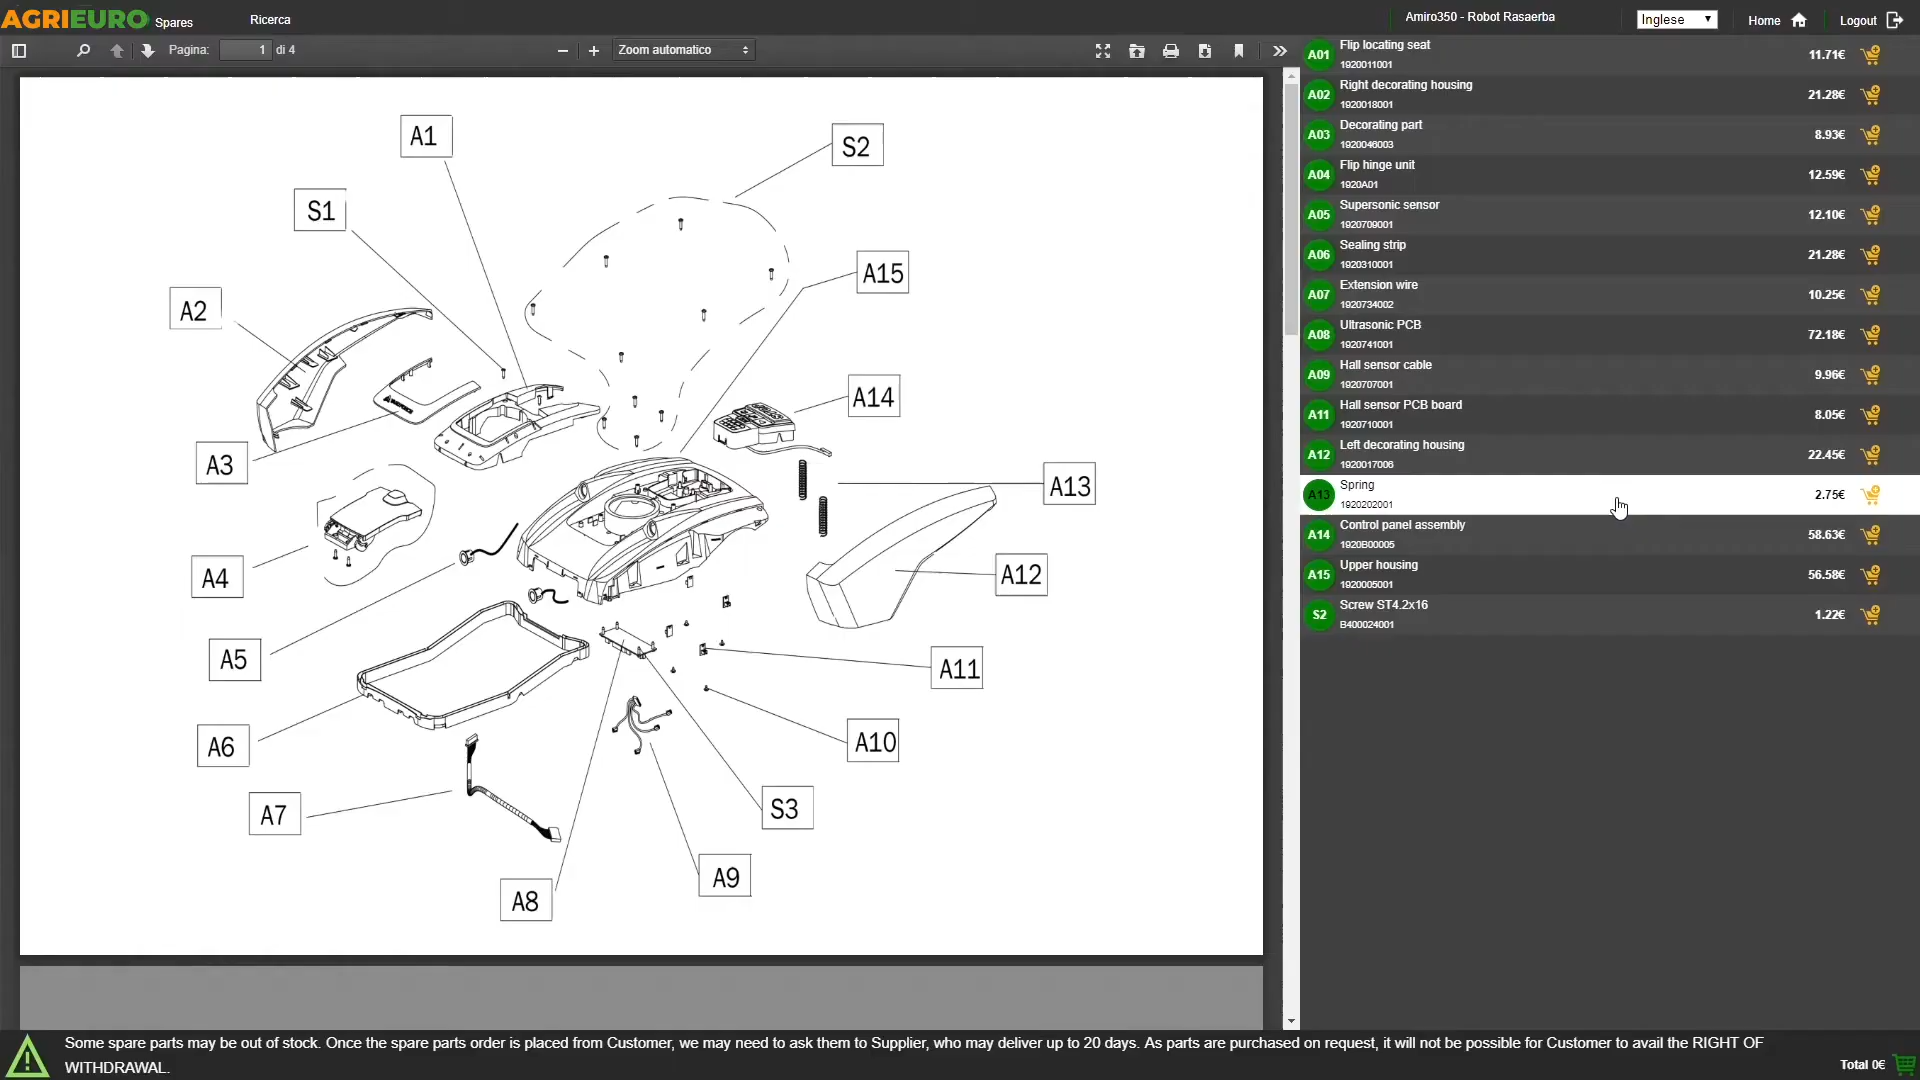 AGRIEURO Spares
Ricerca
Amiro350 - Robot Rasaerba
Inglese
Home
Logout
Pagina: 1 di 4
Zoom automatico
A1
S2
S1
A15
A2
A14
A3
A13
A4
A12
A5
A11
A6
A10
A7
S3
A9
A8
A01 Flip locating seat 11.71€
1920011001
A02 Right decorating housing 21.28€
1920018001
A03 Decorating part 8.93€
1920046003
A04 Flip hinge unit 12.59€
1920A01
A05 Supersonic sensor 12.10€
1920709001
A06 Sealing strip 21.28€
1920310001
A07 Extension wire 10.25€
1920734002
A08 Ultrasonic PCB 72.18€
1920741001
A09 Hall sensor cable 9.96€
1920707001
A11 Hall sensor PCB board 8.05€
1920710001
A12 Left decorating housing 22.45€
1920017006
A13 Spring 2.75€
1920202001
A14 Control panel assembly 58.63€
1920B00005
A15 Upper housing 56.58€
1920005001
S2 Screw ST4.2x16 1.22€
B400024001
Some spare parts may be out of stock. Once the spare parts order is placed from Customer, we may need to ask them to Supplier, who may deliver up to 20 days. As parts are purchased on request, it will not be possible for Customer to avail the RIGHT OF
WITHDRAWAL.
Total 0€